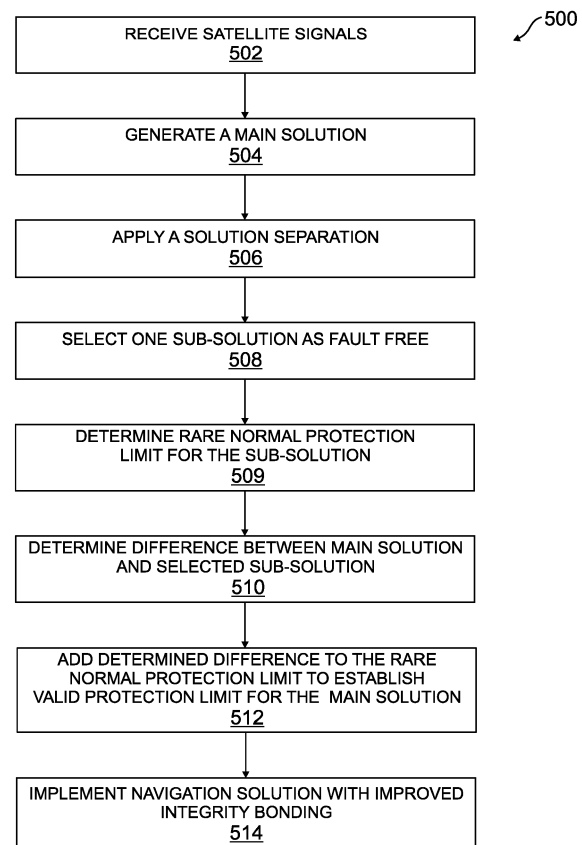 500
RECEIVE SATELLITE SIGNALS
502
GENERATE A MAIN SOLUTION
504
APPLY A SOLUTION SEPARATION
506
SELECT ONE SUB-SOLUTION AS FAULT FREE
508
DETERMINE RARE NORMAL PROTECTION
LIMIT FOR THE SUB-SOLUTION
509
DETERMINE DIFFERENCE BETWEEN MAIN SOLUTION
AND SELECTED SUB-SOLUTION
510
ADD DETERMINED DIFFERENCE TO THE RARE
NORMAL PROTECTION LIMIT TO ESTABLISH
VALID PROTECTION LIMIT FOR THE MAIN SOLUTION
512
IMPLEMENT NAVIGATION SOLUTION WITH IMPROVED
INTEGRITY BONDING
514